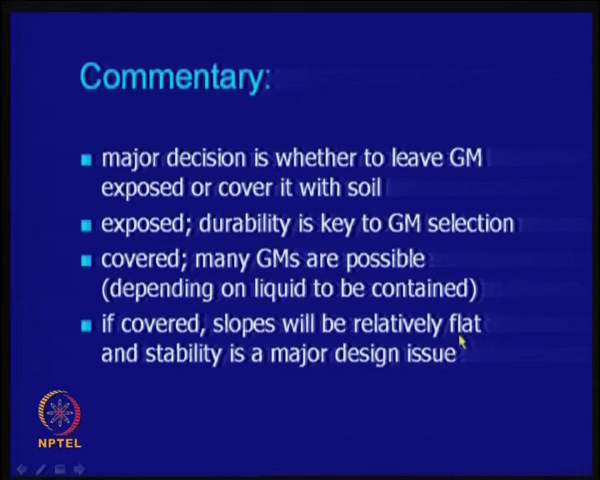 Commentary:
major decision is whether to leave GM
exposed or cover it with soil
exposed; durability is key to GM selection
covered; many GMs are possible
(depending on liquid to be contained)
if covered, slopes will be relatively flat
and stability is a major design issue
NPTEL